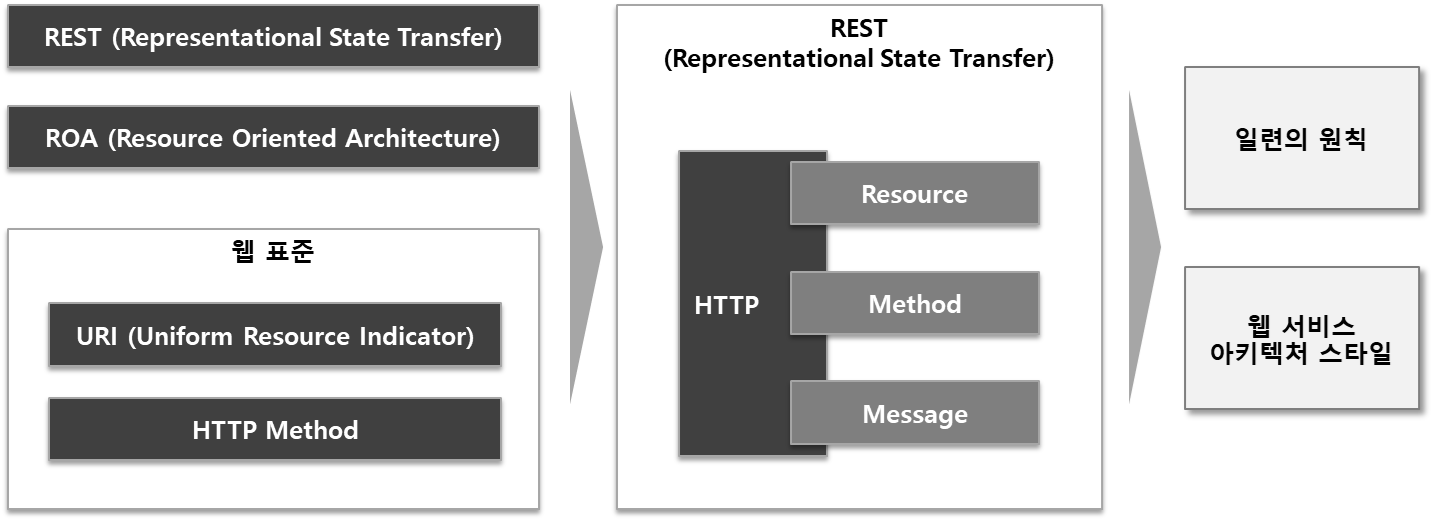 REST (Representational State Transfer)
ROA (Resource Oriented Architecture)
웹 표준
URI (Uniform Resource Indicator)
HTTP Method
REST
(Representational State Transfer)
HTTP
Resource
Method
Message
일련의 원칙
웹 서비스
아키텍처 스타일